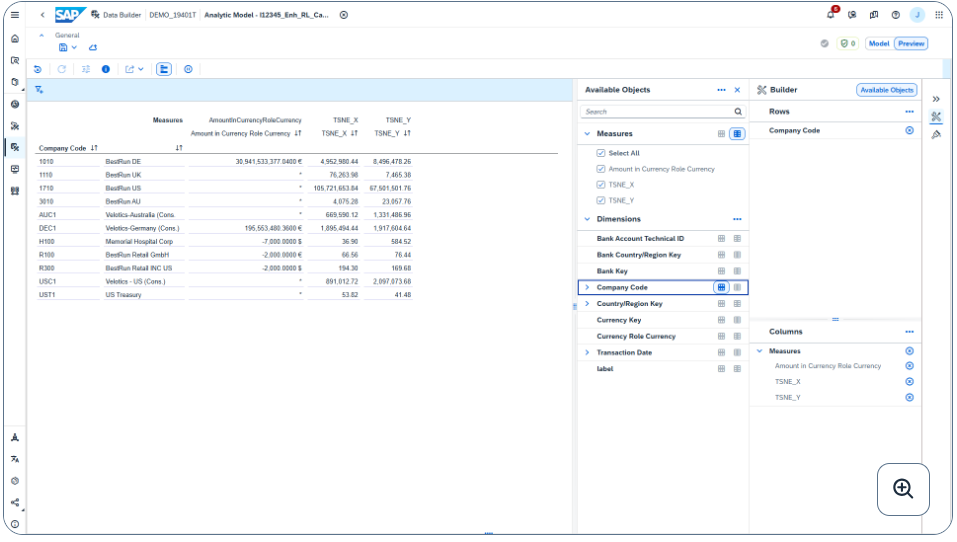 SAP Data Builder DEMO_19401T Analytic Model - I12345_Enh_RL_Ca... 6 J
General
0 Model Preview
Measures AmountInCurrencyRoleCurrency TSNE_X TSNE_Y
Amount in Currency Role Currency TSNE_X TSNE_Y
Company Code
1010 BestRun DE 30,941,533,377.0400 € 4,952,980.44 8,496,478.26
1110 BestRun UK * 76,263.98 7,465.38
1710 BestRun US * 105,721,653.84 67,501,501.76
3010 BestRun AU * 4,075.28 23,057.76
AUC1 Velotics-Australia (Cons. * 669,590.12 1,331,486.96
DEC1 Velotics-Germany (Cons.) 195,553,480.3600 € 1,895,494.44 1,917,604.64
H100 Memorial Hospital Corp -7,000.0000 $ 36.90 584.52
R100 BestRun Retail GmbH -2,000.0000 € 66.56 76.44
R300 BestRun Retail INC US -2,000.0000 $ 194.30 169.68
USC1 Velotics - US (Cons.) * 891,012.72 2,097,073.68
UST1 US Treasury * 53.82 41.48
Available Objects
Search
Measures
Select All
Amount in Currency Role Currency
TSNE_X
TSNE_Y
Dimensions
Bank Account Technical ID
Bank Country/Region Key
Bank Key
Company Code
Country/Region Key
Currency Key
Currency Role Currency
Transaction Date
label
Builder Available Objects
Rows
Company Code
Columns
Measures
Amount in Currency Role Currency
TSNE_X
TSNE_Y